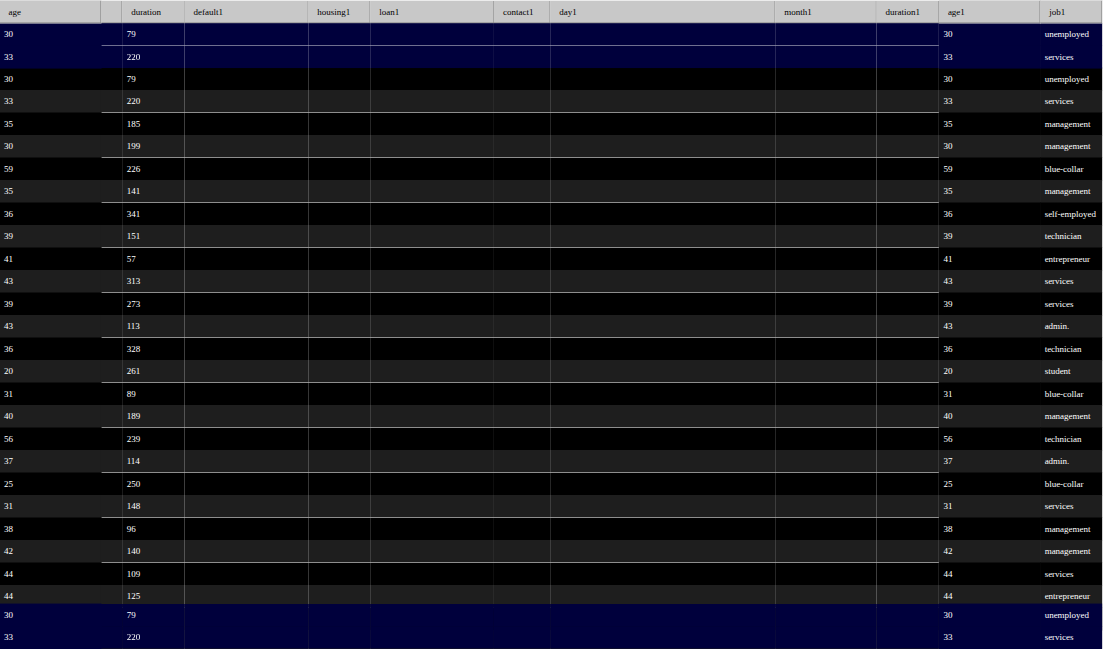 age duration default1 housing1 loan1 contact1 day1 month1 duration1 age1 job1
30 79 30 unemployed
33 220 33 services
30 79 30 unemployed
33 220 33 services
35 185 35 management
30 199 30 management
59 226 59 blue-collar
35 141 35 management
36 341 36 self-employed
39 151 39 technician
41 57 41 entrepreneur
43 313 43 services
39 273 39 services
43 113 43 admin.
36 328 36 technician
20 261 20 student
31 89 31 blue-collar
40 189 40 management
56 239 56 technician
37 114 37 admin.
25 250 25 blue-collar
31 148 31 services
38 96 38 management
42 140 42 management
44 109 44 services
44 125 44 entrepreneur
30 79 30 unemployed
33 220 33 services